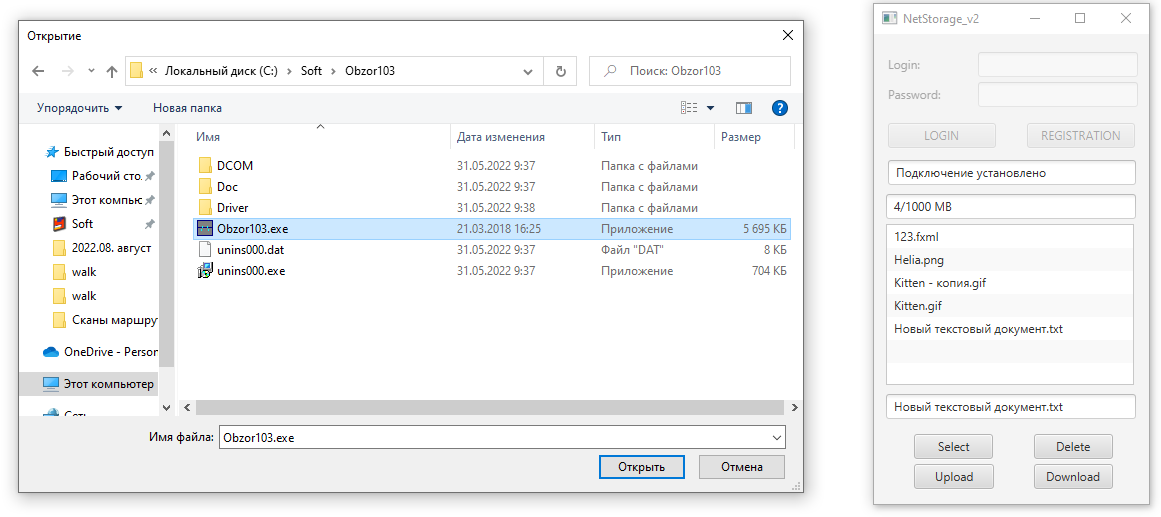 Открытие
« Локальный диск (C:) > Soft > Obzor103
Поиск: Obzor103
Упорядочить
Новая папка
?
Имя Дата изменения Тип Размер
Быстрый доступ
Рабочий сто.
Этот компьк
Soft
2022.08. август
walk
walk
Сканы маршру
OneDrive - Person
Этот компьютер
Сеть
DCOM 31.05.2022 9:37 Папка с файлами
Doc 31.05.2022 9:37 Папка с файлами
Driver 31.05.2022 9:38 Папка с файлами
Obzor103.exe 21.03.2018 16:25 Приложение 5 695 КБ
unins000.dat 31.05.2022 9:37 Файл "DAT" 8 КБ
unins000.exe 31.05.2022 9:37 Приложение 704 КБ
Имя файла: Obzor103.exe
Открыть Отмена
NetStorage_v2
Login:
Password:
LOGIN REGISTRATION
Подключение установлено
4/1000 MB
123.fxml
Helia.png
Kitten - копия.gif
Kitten.gif
Новый текстовый документ.txt
Новый текстовый документ.txt
Select Delete
Upload Download